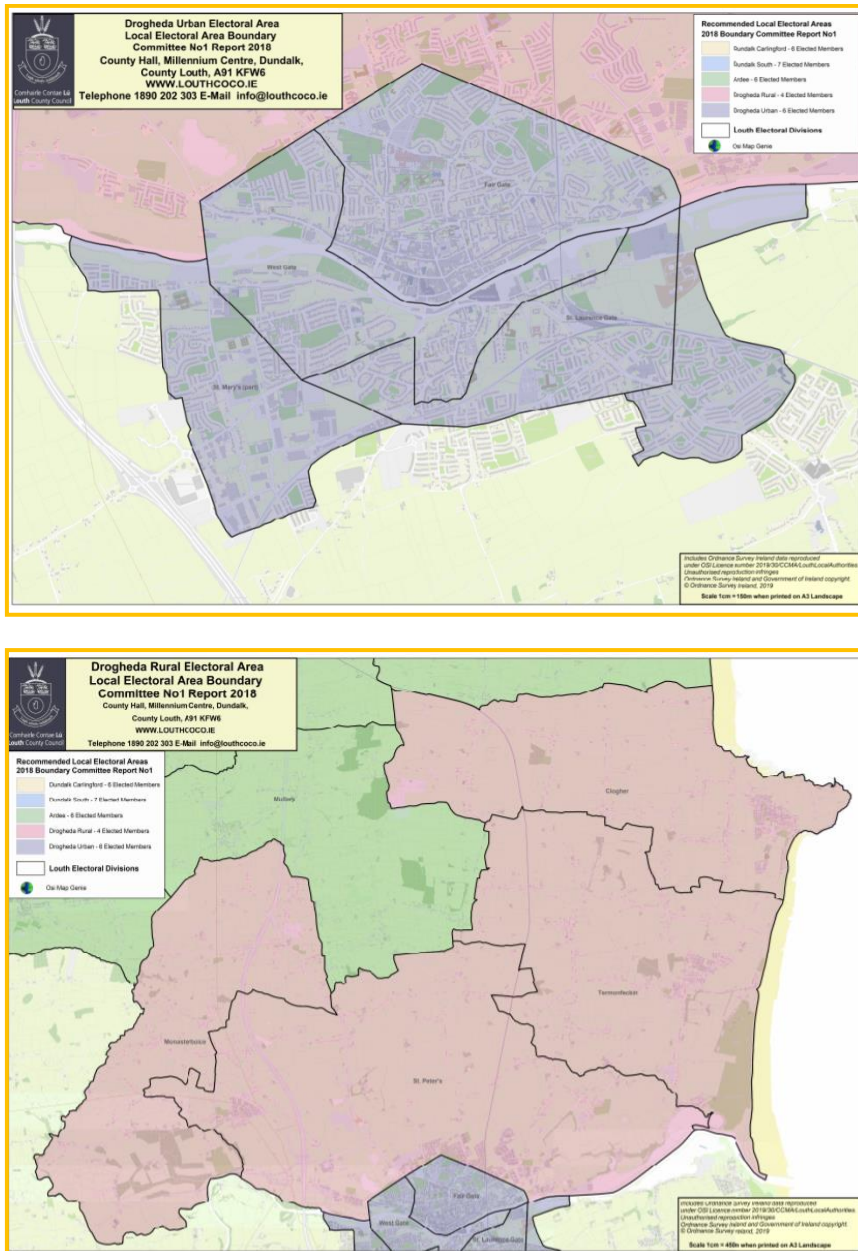 Drogheda Urban Electoral Area
Local Electoral Area Boundary
Committee No1 Report 2018
County Hall, Millennium Centre, Dundalk,
County Louth, A91 KFW6
WWW.LOUTHCOCO.IE
Telephone 1890 202 303 E-Mail info@louthcoco.ie
Comhairle Contae Lú
Louth County Council
Recommended Local Electoral Areas
2018 Boundary Committee Report No1
Dundalk Carlingford - 6 Elected Members
Dundalk South - 7 Elected Members
Ardee - 6 Elected Members
Drogheda Rural - 4 Elected Members
Drogheda Urban - 6 Elected Members
Louth Electoral Divisions
Osi Map Genie
Fair Gate
West Gate
St. Laurence Gate
St. Mary's (part)
Includes Ordnance Survey Ireland data reproduced
under OSi Licence number 2019/30/CCMA/LouthLocalAuthorities
Unauthorised reproduction infringes
Ordnance Survey Ireland and Government of Ireland copyright.
© Ordnance Survey Ireland, 2019
Scale 1cm = 150m when printed on A3 Landscape
Drogheda Rural Electoral Area
Local Electoral Area Boundary
Committee No1 Report 2018
County Hall, Millennium Centre, Dundalk,
County Louth, A91 KFW6
WWW.LOUTHCOCO.IE
Telephone 1890 202 303 E-Mail info@louthcoco.ie
Comhairle Contae Lú
Louth County Council
Recommended Local Electoral Areas
2018 Boundary Committee Report No1
Dundalk Carlingford - 6 Elected Members
Dundalk South - 7 Elected Members
Ardee - 6 Elected Members
Drogheda Rural - 4 Elected Members
Drogheda Urban - 6 Elected Members
Louth Electoral Divisions
Osi Map Genie
Mullary
Clogher
Termonfeckin
Monasterboice
St. Peter's
Fair Gate
West Gate
St. Laurence Gate
Includes Ordnance Survey Ireland data reproduced
under OSi Licence number 2019/30/CCMA/LouthLocalAuthorities
Unauthorised reproduction infringes
Ordnance Survey Ireland and Government of Ireland copyright.
© Ordnance Survey Ireland, 2019
Scale 1cm = 450m when printed on A3 Landscape